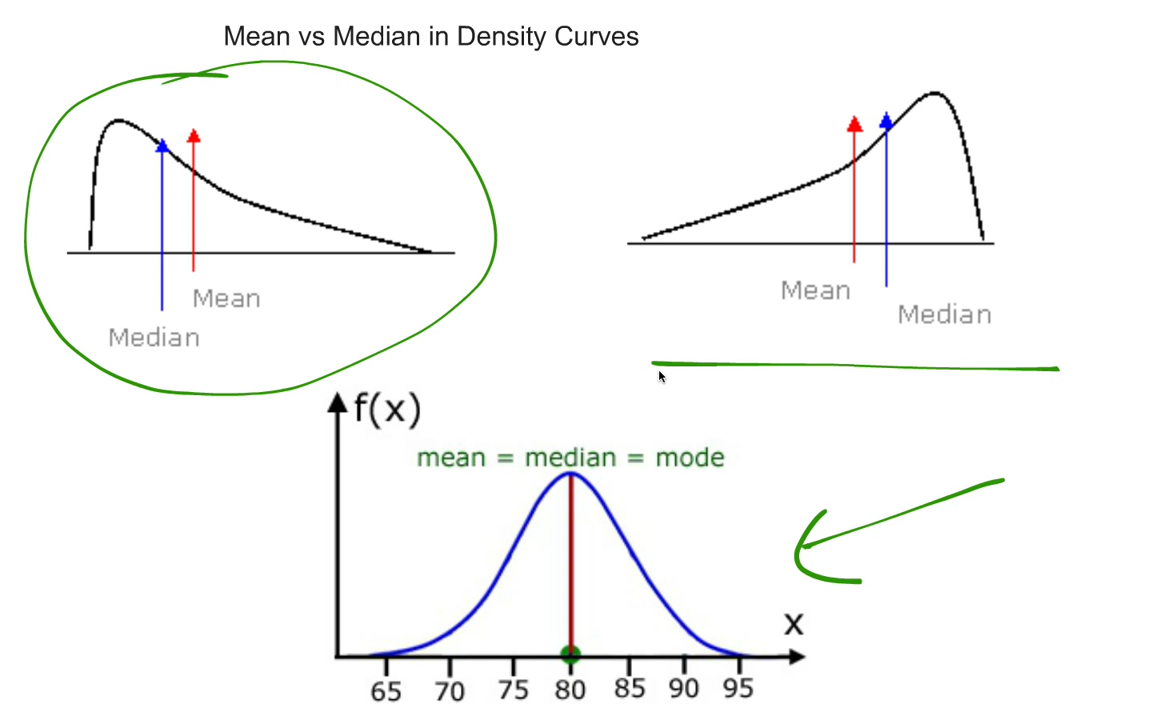 Mean vs Median in Density Curves
Mean
Median
Mean
Median
f(x)
mean = median = mode
x
65 70 75 80 85 90 95